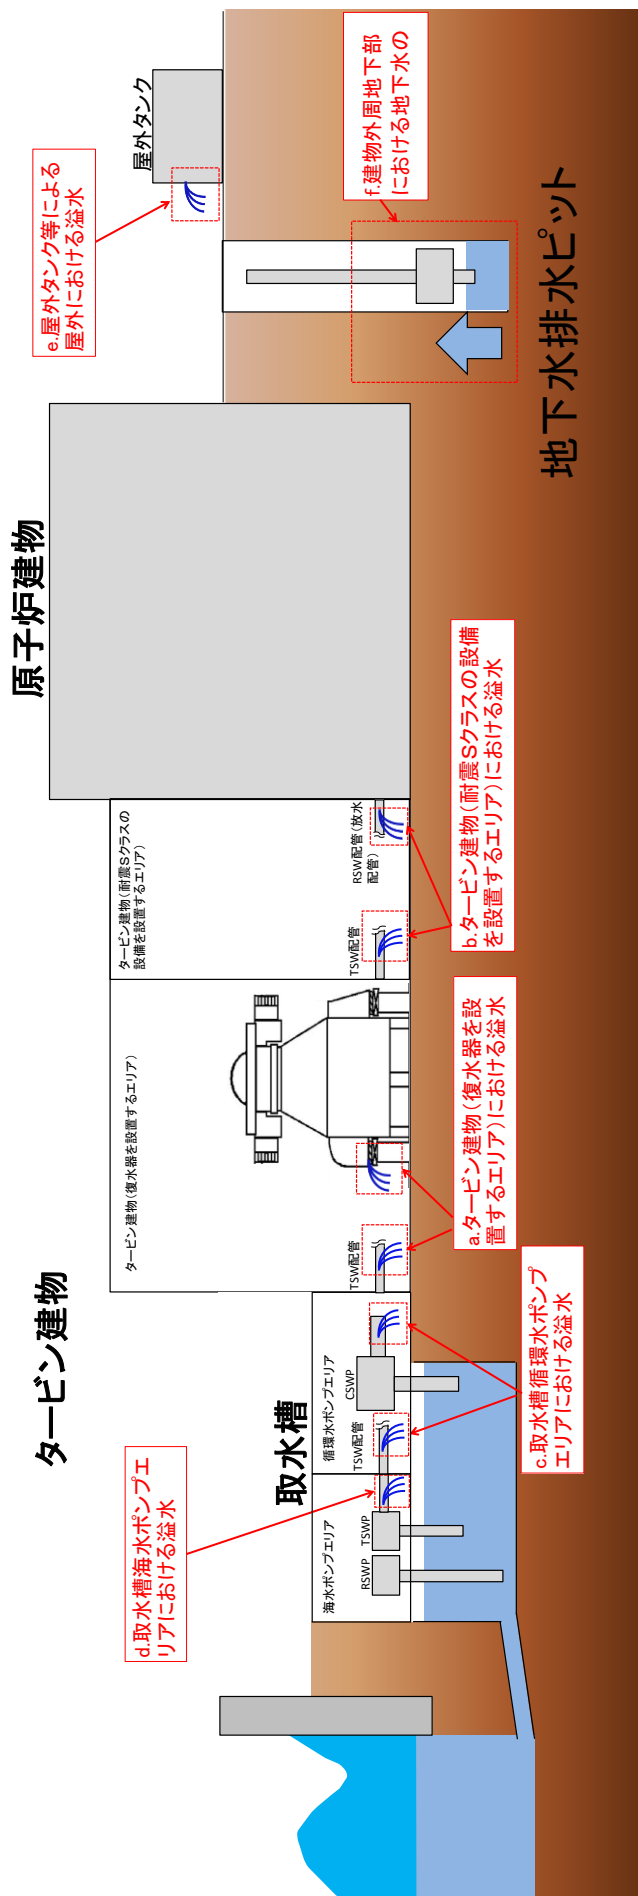 タービン建物
原子炉建物
取水槽
d.取水槽海水ポンプエ
リアにおける溢水
e.屋外タンク等による
屋外における溢水
屋外タンク
タービン建物(復水器を設置するエリア)
タービン建物(耐震Sクラスの
設備を設置するエリア)
海水ポンプエリア
循環水ポンプエリア
RSWP
TSWP
TSW配管
CSWP
TSW配管
TSW配管
RSW配管(放水
配管)
c.取水槽循環水ポンプ
エリアにおける溢水
a.タービン建物(復水器を設
置するエリア)における溢水
b.タービン建物(耐震Sクラスの設備
を設置するエリア)における溢水
f.建物外周地下部
における地下水の
地下水排水ピット